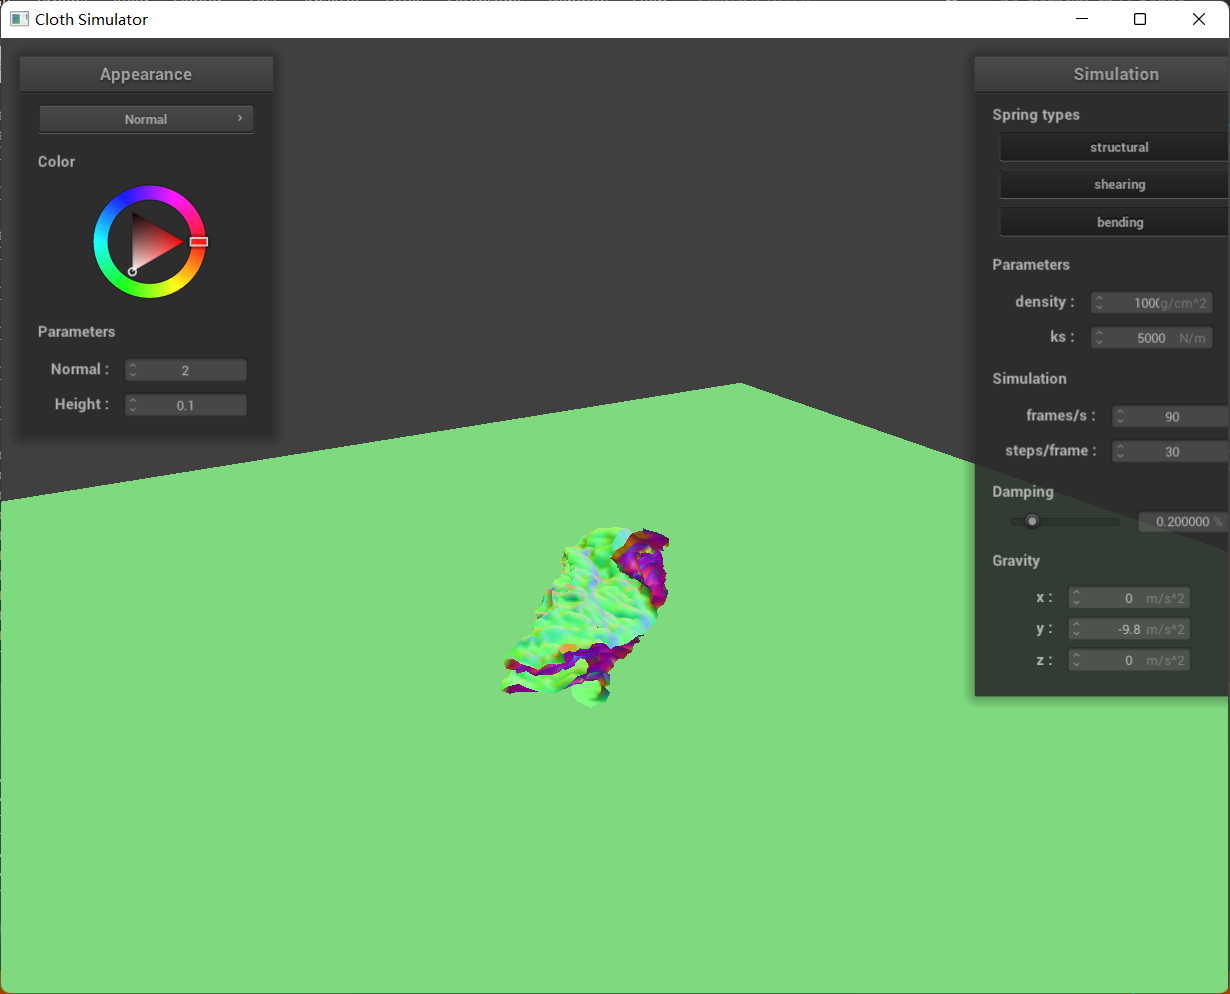 Cloth Simulator
Appearance
Normal
Color
Parameters
Normal :
2
Height :
0.1
Simulation
Spring types
structural
shearing
bending
Parameters
density :
g/cm^2
ks :
5000 N/m
Simulation
frames/s :
90
steps/frame :
30
Damping
0.200000 %
Gravity
x :
0 m/s^2
y :
-9.8 m/s^2
z :
0 m/s^2